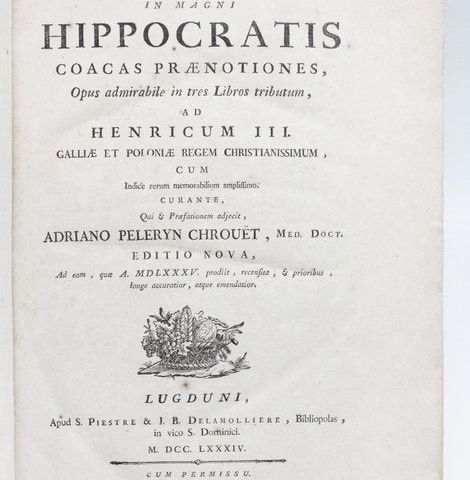 IN MAGNI
HIPPOCRATIS
COACAS PRÆNOTIONES,
Opus admirabile in tres Libros tributum,
AD
HENRICUM III.
GALLIÆ ET POLONIÆ REGEM CHRISTIANISSIMUM,
CUM
Indice rerum memorabilium amplissimo:
CURANTE,
Qui & Præfationem adjecit,
ADRIANO PELERYN CHROUËT, MED. DOCT.
EDITIO NOVA,
Ad eam, quæ A. MDLXXXV. prodiit, recensita, & prioribus,
longe accuratior, atque emendatior.
LUGDUNI,
Apud S. PIESTRE & J. B. DELAMOLLIERE, Bibliopolas,
in vico S. Dominici.
M. DCC. LXXXIV.
CUM PERMISSU.